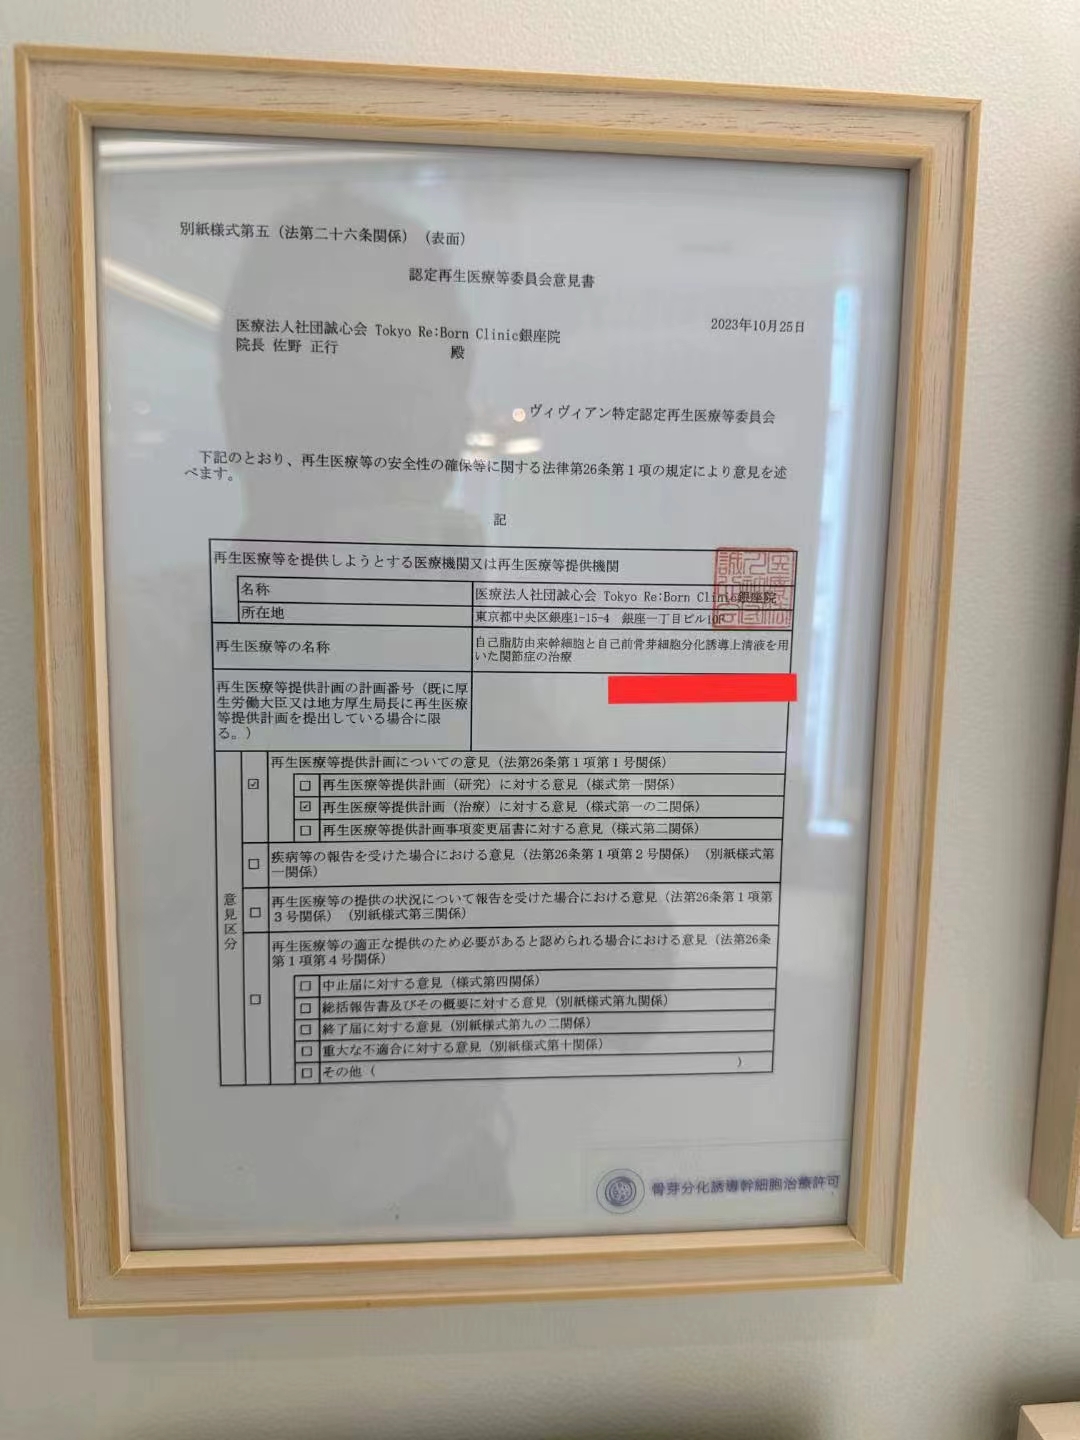 別紙様式第五（法第二十六条関係）（表面）
認定再生医療等委員会意見書
2023年10月25日
医療法人社団誠心会 Tokyo Re:Born Clinic銀座院
院長 佐野 正行 殿
ヴィヴィアン特定認定再生医療等委員会
下記のとおり、再生医療等の安全性の確保等に関する法律第26条第１項の規定により意見を述
べます。
記
再生医療等を提供しようとする医療機関又は再生医療等提供機関
名称
医療法人社団誠心会 Tokyo Re:Born Clinic銀座院
所在地
東京都中央区銀座1-15-4 銀座一丁目ビル10F
再生医療等の名称
自己脂肪由来幹細胞と自己前骨芽細胞分化誘導上清液を用
いた関節症の治療
再生医療等提供計画の計画番号（既に厚
生労働大臣又は地方厚生局長に再生医療
等提供計画を提出している場合に限
る。）
意見区分
☑ 再生医療等提供計画についての意見（法第26条第１項第１号関係）
☐ 再生医療等提供計画（研究）に対する意見（様式第一関係）
☑ 再生医療等提供計画（治療）に対する意見（様式第一の二関係）
☐ 再生医療等提供計画事項変更届書に対する意見（様式第二関係）
☐ 疾病等の報告を受けた場合における意見（法第26条第１項第２号関係）（別紙様式第
一関係）
☐ 再生医療等の提供の状況について報告を受けた場合における意見（法第26条第１項第
３号関係）（別紙様式第三関係）
☐ 再生医療等の適正な提供のため必要があると認められる場合における意見（法第26条
第１項第４号関係）
☐ 中止届に対する意見（様式第四関係）
☐ 総括報告書及びその概要に対する意見（別紙様式第九関係）
☐ 終了届に対する意見（別紙様式第九の二関係）
☐ 重大な不適合に対する意見（別紙様式第十関係）
☐ その他（ ）
骨芽分化誘導幹細胞治療許可